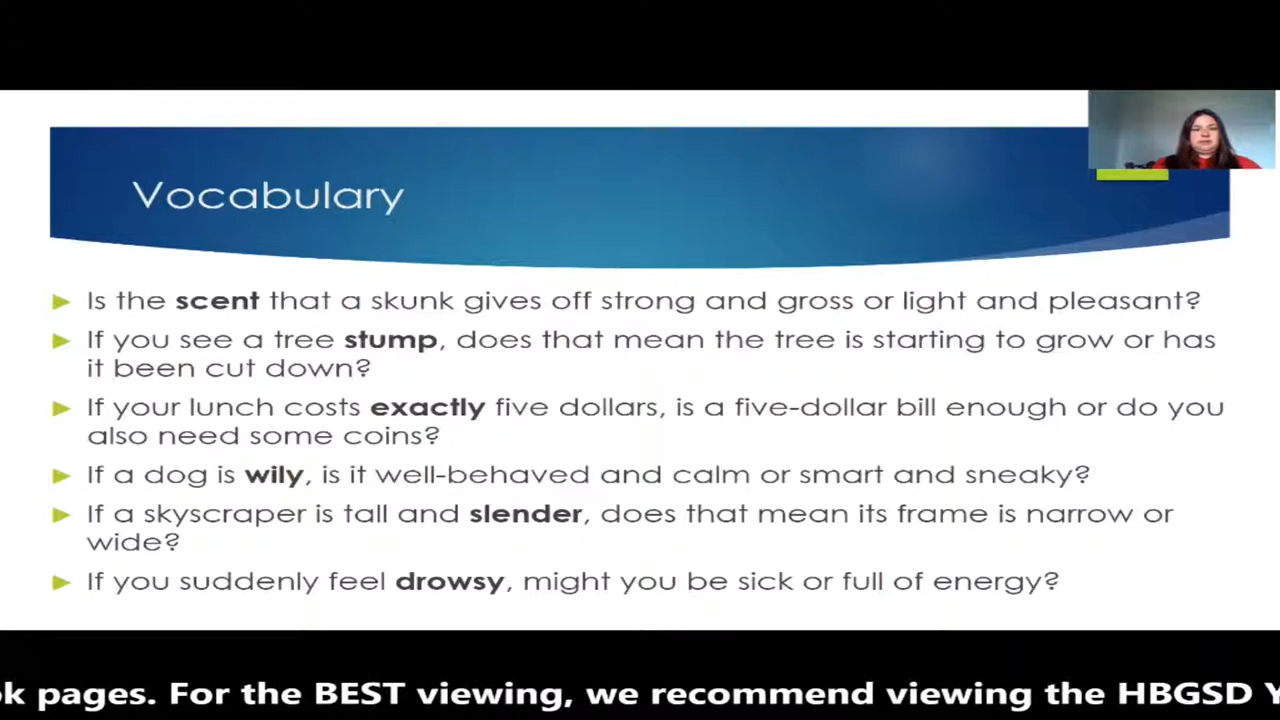 Vocabulary
Is the scent that a skunk gives off strong and gross or light and pleasant?
If you see a tree stump, does that mean the tree is starting to grow or has
it been cut down?
If your lunch costs exactly five dollars, is a five-dollar bill enough or do you
also need some coins?
If a dog is wily, is it well-behaved and calm or smart and sneaky?
If a skyscraper is tall and slender, does that mean its frame is narrow or
wide?
If you suddenly feel drowsy, might you be sick or full of energy?
pages. For the BEST viewing, we recommend viewing the HBGSD